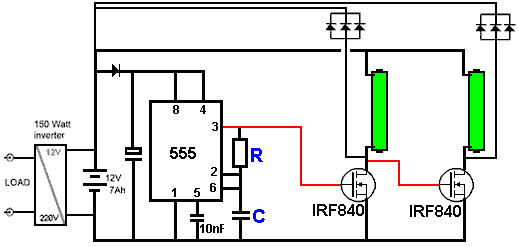 8 4
150 Watt
inverter
3
12V
555
R
LOAD
12V
7Ah
2
6
1 5
C
220V
10nF
IRF840
IRF840